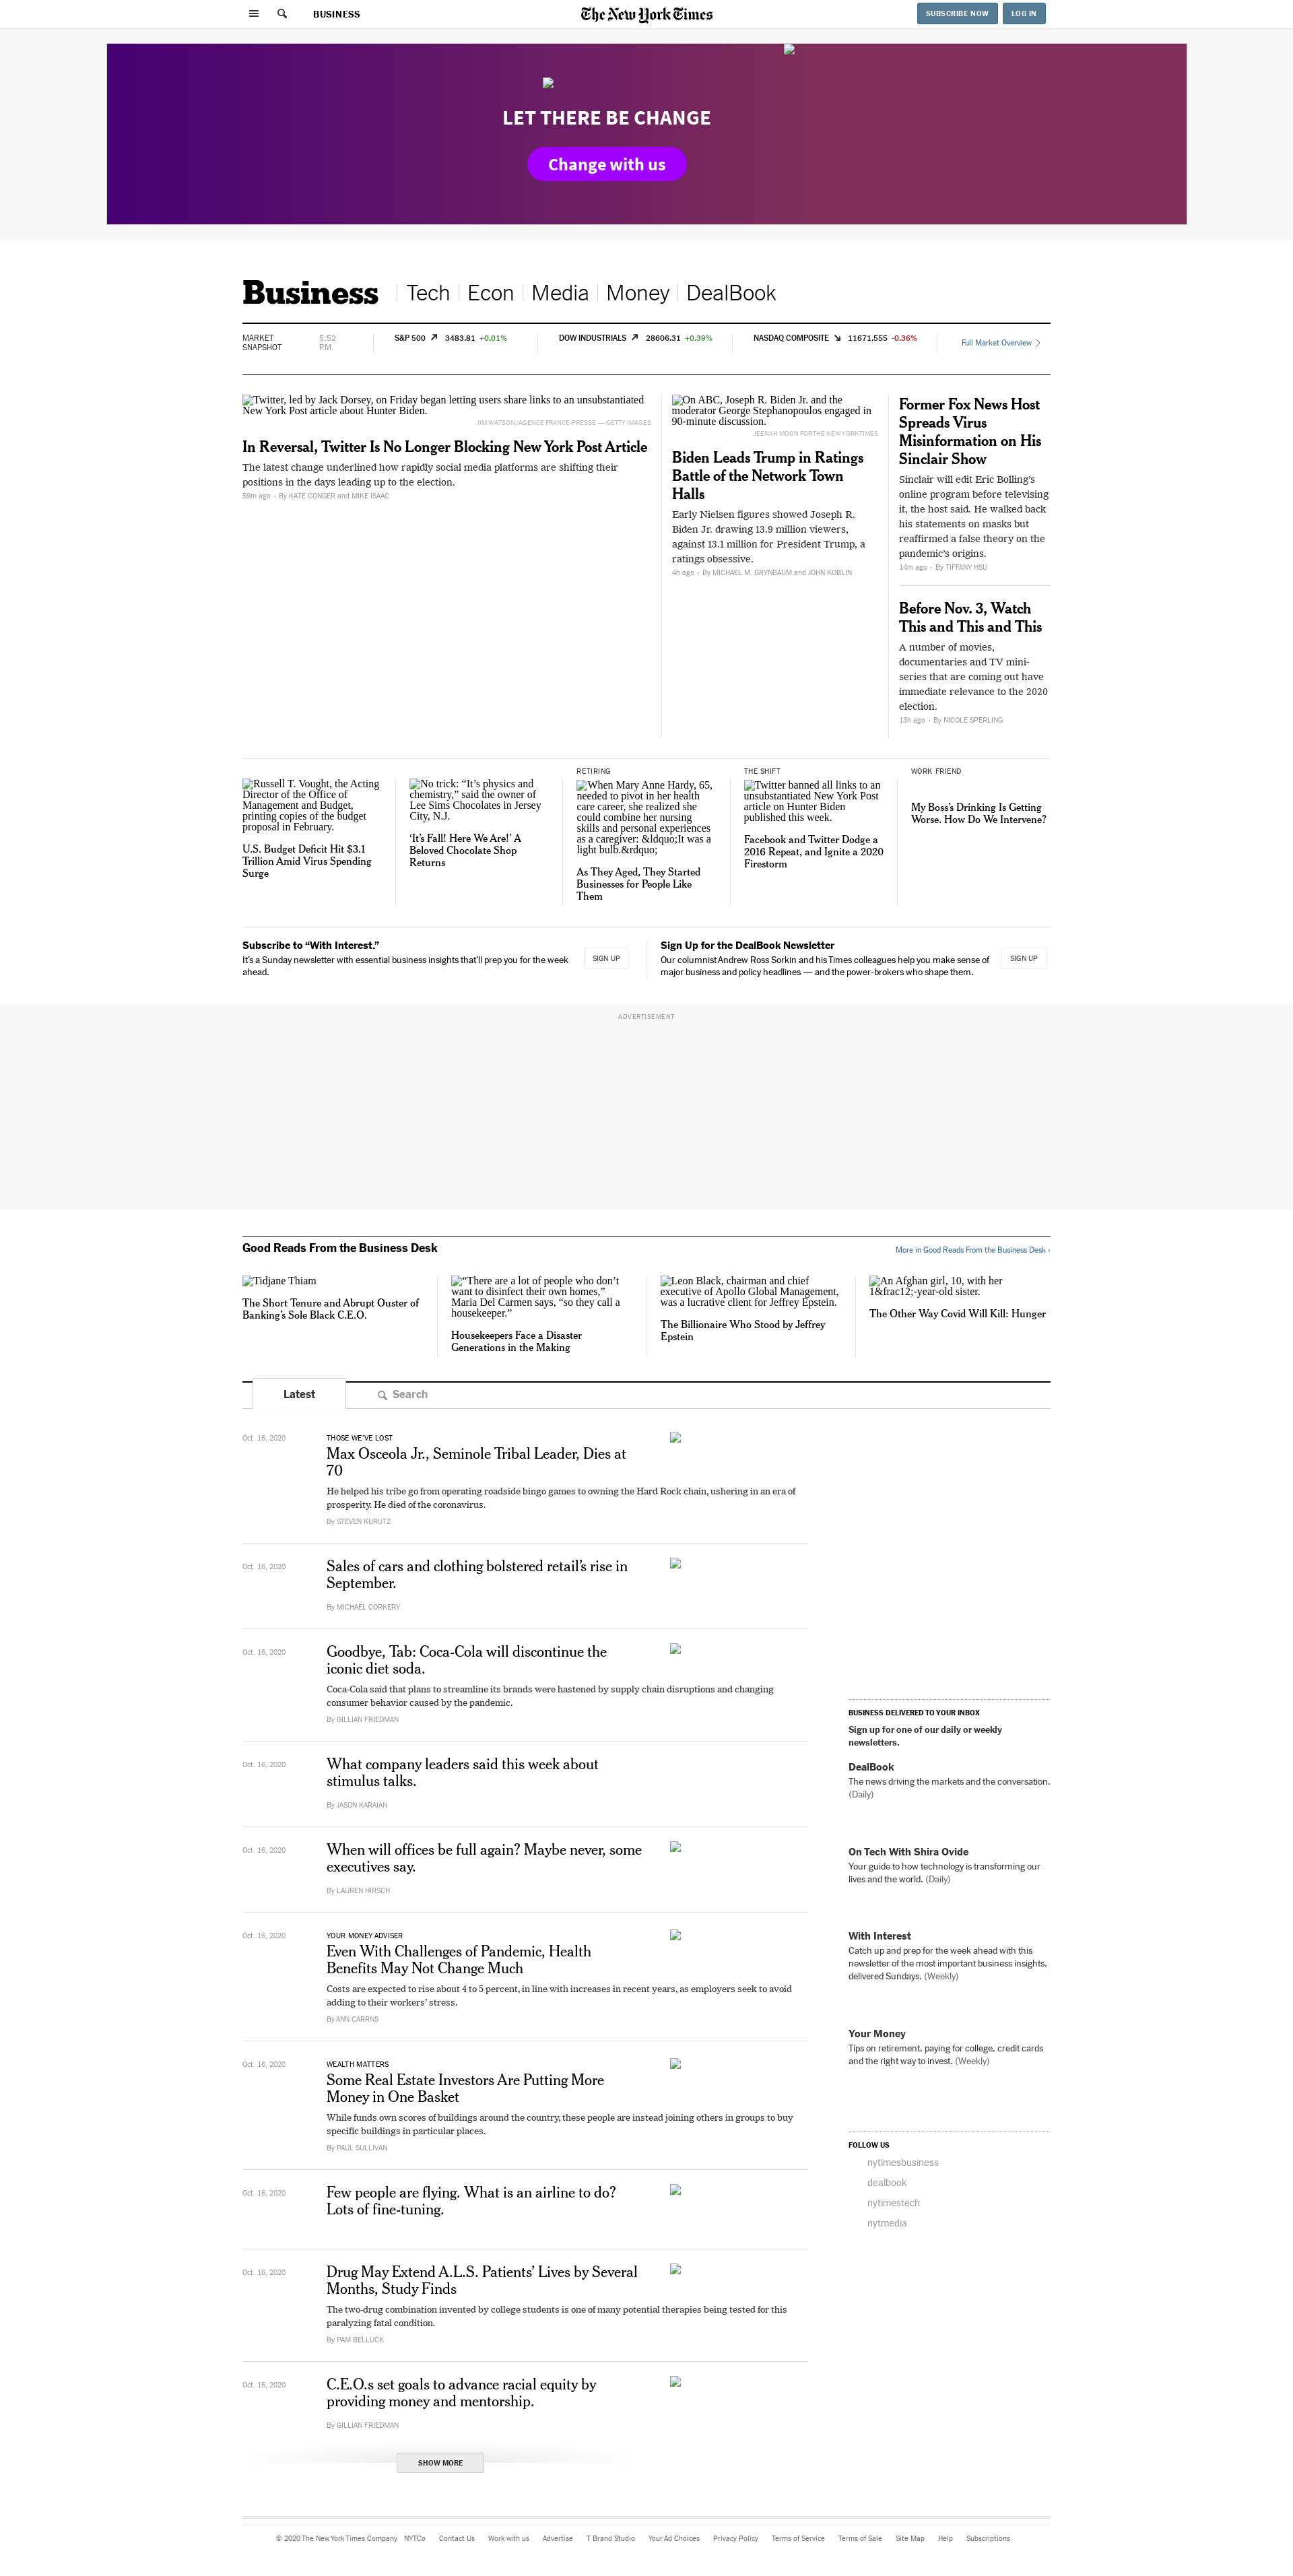 BUSINESS
The New York Times
SUBSCRIBE NOW
LOG IN
LET THERE BE CHANGE
Change with us
Business
Tech
Econ
Media
Money
DealBook
MARKET
SNAPSHOT
5:52
P.M.
S&P 500 3483.81 +0.01%
DOW INDUSTRIALS 28606.31 +0.39%
NASDAQ COMPOSITE 11671.555 -0.36%
Full Market Overview
Twitter, led by Jack Dorsey, on Friday began letting users share links to an unsubstantiated
New York Post article about Hunter Biden.
JIM WATSON/AGENCE FRANCE-PRESSE — GETTY IMAGES
In Reversal, Twitter Is No Longer Blocking New York Post Article
The latest change underlined how rapidly social media platforms are shifting their
positions in the days leading up to the election.
59m ago · By KATE CONGER and MIKE ISAAC
On ABC, Joseph R. Biden Jr. and the
moderator George Stephanopoulos engaged in
90-minute discussion.
JEENAH MOON FOR THE NEW YORK TIMES
Biden Leads Trump in Ratings
Battle of the Network Town
Halls
Early Nielsen figures showed Joseph R.
Biden Jr. drawing 13.9 million viewers,
against 13.1 million for President Trump, a
ratings obsessive.
4h ago · By MICHAEL M. GRYNBAUM and JOHN KOBLIN
Former Fox News Host
Spreads Virus
Misinformation on His
Sinclair Show
Sinclair will edit Eric Bolling’s
online program before televising
it, the host said. He walked back
his statements on masks but
reaffirmed a false theory on the
pandemic’s origins.
14m ago · By TIFFANY HSU
Before Nov. 3, Watch
This and This and This
A number of movies,
documentaries and TV mini-
series that are coming out have
immediate relevance to the 2020
election.
13h ago · By NICOLE SPERLING
Russell T. Vought, the Acting
Director of the Office of
Management and Budget,
printing copies of the budget
proposal in February.
U.S. Budget Deficit Hit $3.1
Trillion Amid Virus Spending
Surge
No trick: “It’s physics and
chemistry,” said the owner of
Lee Sims Chocolates in Jersey
City, N.J.
‘It’s Fall! Here We Are!’ A
Beloved Chocolate Shop
Returns
RETIRING
When Mary Anne Hardy, 65,
needed to pivot in her health
care career, she realized she
could combine her nursing
skills and personal experiences
as a caregiver: &ldquo;It was a
light bulb.&rdquo;
As They Aged, They Started
Businesses for People Like
Them
THE SHIFT
Twitter banned all links to an
unsubstantiated New York Post
article on Hunter Biden
published this week.
Facebook and Twitter Dodge a
2016 Repeat, and Ignite a 2020
Firestorm
WORK FRIEND
My Boss’s Drinking Is Getting
Worse. How Do We Intervene?
Subscribe to “With Interest.”
It’s a Sunday newsletter with essential business insights that’ll prep you for the week
ahead.
SIGN UP
Sign Up for the DealBook Newsletter
Our columnist Andrew Ross Sorkin and his Times colleagues help you make sense of
major business and policy headlines — and the power-brokers who shape them.
SIGN UP
ADVERTISEMENT
Good Reads From the Business Desk
More in Good Reads From the Business Desk ›
Tidjane Thiam
The Short Tenure and Abrupt Ouster of
Banking’s Sole Black C.E.O.
“There are a lot of people who don’t
want to disinfect their own homes,”
Maria Del Carmen says, “so they call a
housekeeper.”
Housekeepers Face a Disaster
Generations in the Making
Leon Black, chairman and chief
executive of Apollo Global Management,
was a lucrative client for Jeffrey Epstein.
The Billionaire Who Stood by Jeffrey
Epstein
An Afghan girl, 10, with her
1&frac12;-year-old sister.
The Other Way Covid Will Kill: Hunger
Latest
Search
Oct. 16, 2020
THOSE WE’VE LOST
Max Osceola Jr., Seminole Tribal Leader, Dies at
70
He helped his tribe go from operating roadside bingo games to owning the Hard Rock chain, ushering in an era of
prosperity. He died of the coronavirus.
By STEVEN KURUTZ
Oct. 16, 2020
Sales of cars and clothing bolstered retail’s rise in
September.
By MICHAEL CORKERY
Oct. 16, 2020
Goodbye, Tab: Coca-Cola will discontinue the
iconic diet soda.
Coca-Cola said that plans to streamline its brands were hastened by supply chain disruptions and changing
consumer behavior caused by the pandemic.
By GILLIAN FRIEDMAN
Oct. 16, 2020
What company leaders said this week about
stimulus talks.
By JASON KARAIAN
Oct. 16, 2020
When will offices be full again? Maybe never, some
executives say.
By LAUREN HIRSCH
Oct. 16, 2020
YOUR MONEY ADVISER
Even With Challenges of Pandemic, Health
Benefits May Not Change Much
Costs are expected to rise about 4 to 5 percent, in line with increases in recent years, as employers seek to avoid
adding to their workers’ stress.
By ANN CARRNS
Oct. 16, 2020
WEALTH MATTERS
Some Real Estate Investors Are Putting More
Money in One Basket
While funds own scores of buildings around the country, these people are instead joining others in groups to buy
specific buildings in particular places.
By PAUL SULLIVAN
Oct. 16, 2020
Few people are flying. What is an airline to do?
Lots of fine-tuning.
Oct. 16, 2020
Drug May Extend A.L.S. Patients’ Lives by Several
Months, Study Finds
The two-drug combination invented by college students is one of many potential therapies being tested for this
paralyzing fatal condition.
By PAM BELLUCK
Oct. 16, 2020
C.E.O.s set goals to advance racial equity by
providing money and mentorship.
By GILLIAN FRIEDMAN
SHOW MORE
BUSINESS DELIVERED TO YOUR INBOX
Sign up for one of our daily or weekly
newsletters.
DealBook
The news driving the markets and the conversation.
(Daily)
On Tech With Shira Ovide
Your guide to how technology is transforming our
lives and the world. (Daily)
With Interest
Catch up and prep for the week ahead with this
newsletter of the most important business insights,
delivered Sundays. (Weekly)
Your Money
Tips on retirement, paying for college, credit cards
and the right way to invest. (Weekly)
FOLLOW US
nytimesbusiness
dealbook
nytimestech
nytmedia
© 2020 The New York Times Company NYTCo Contact Us Work with us Advertise T Brand Studio Your Ad Choices Privacy Policy Terms of Service Terms of Sale Site Map Help Subscriptions